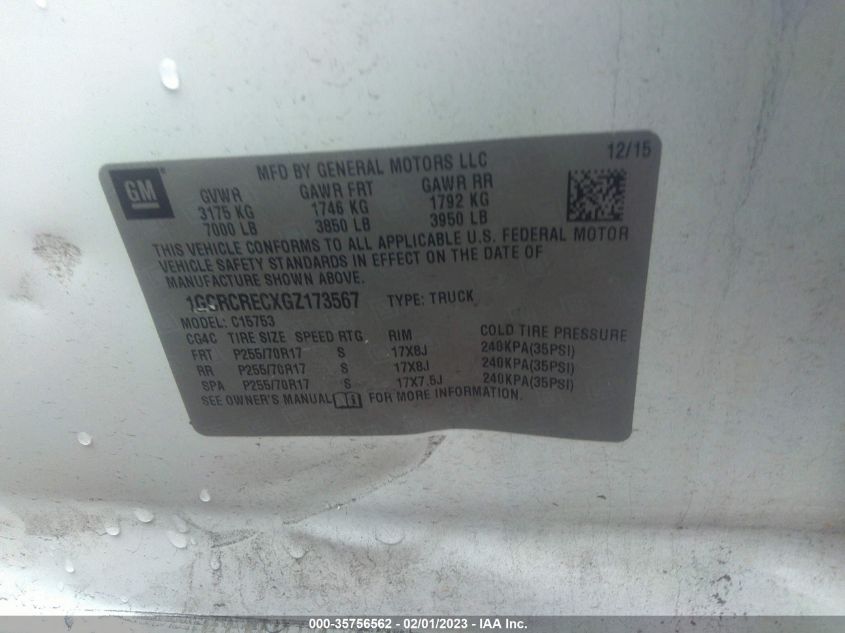 12/15
MFD BY GENERAL MOTORS LLC
GM ®
GVWR GAWR FRT GAWR RR
3175 KG 1746 KG 1792 KG
7000 LB 3850 LB 3950 LB
THIS VEHICLE CONFORMS TO ALL APPLICABLE U.S. FEDERAL MOTOR
VEHICLE SAFETY STANDARDS IN EFFECT ON THE DATE OF
MANUFACTURE SHOWN ABOVE.
1GCRCRECXGZ173567 TYPE: TRUCK
MODEL: C15753
CG4C TIRE SIZE SPEED RTG RIM COLD TIRE PRESSURE
FRT P255/70R17 S 17X8J 240KPA(35PSI)
RR P255/70R17 S 17X8J 240KPA(35PSI)
SPA P255/70R17 S 17X7.5J 240KPA(35PSI)
SEE OWNER'S MANUAL FOR MORE INFORMATION.
000-35756562 - 02/01/2023 - IAA Inc.